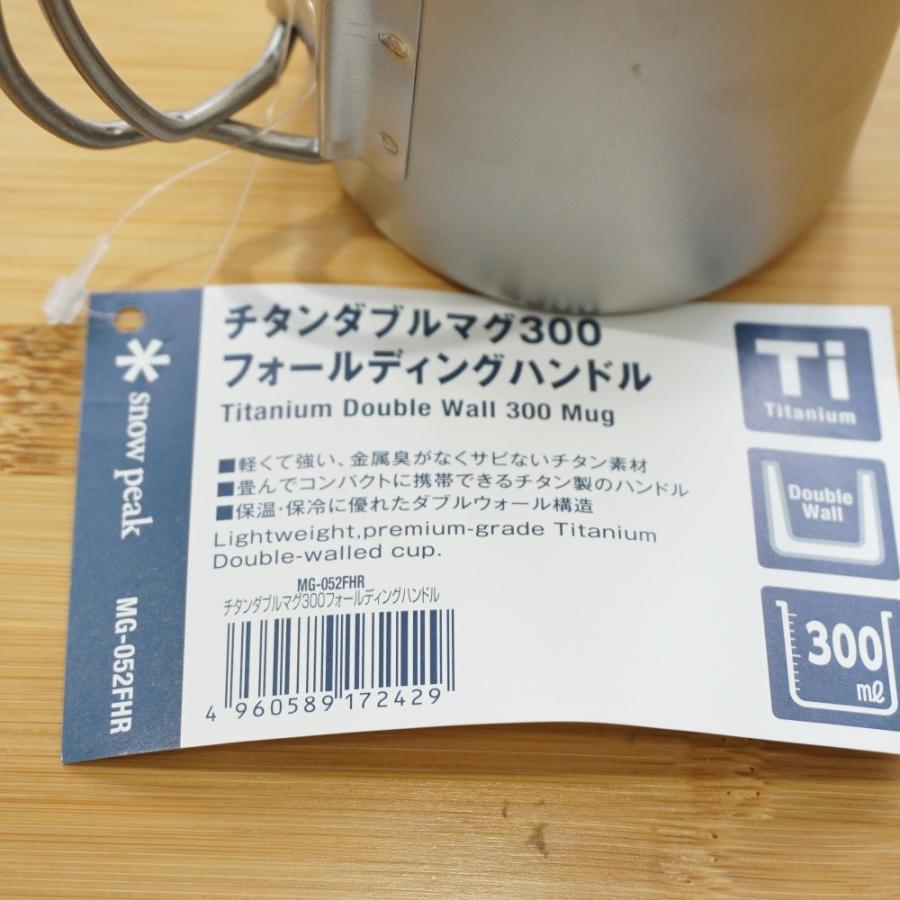 チタンダブルマグ300
フォールディングハンドル
Titanium Double Wall 300 Mug
■軽くて強い、金属臭がなくサビないチタン素材
■畳んでコンパクトに携帯できるチタン製のハンドル
■保温・保冷に優れたダブルウォール構造
Lightweight,premium-grade Titanium
Double-walled cup.
MG-052FHR
チタンダブルマグ300フォールディングハンドル
4 960589 172429
snow peak
MG-052FHR
Ti
Titanium
Double
Wall
300
ml